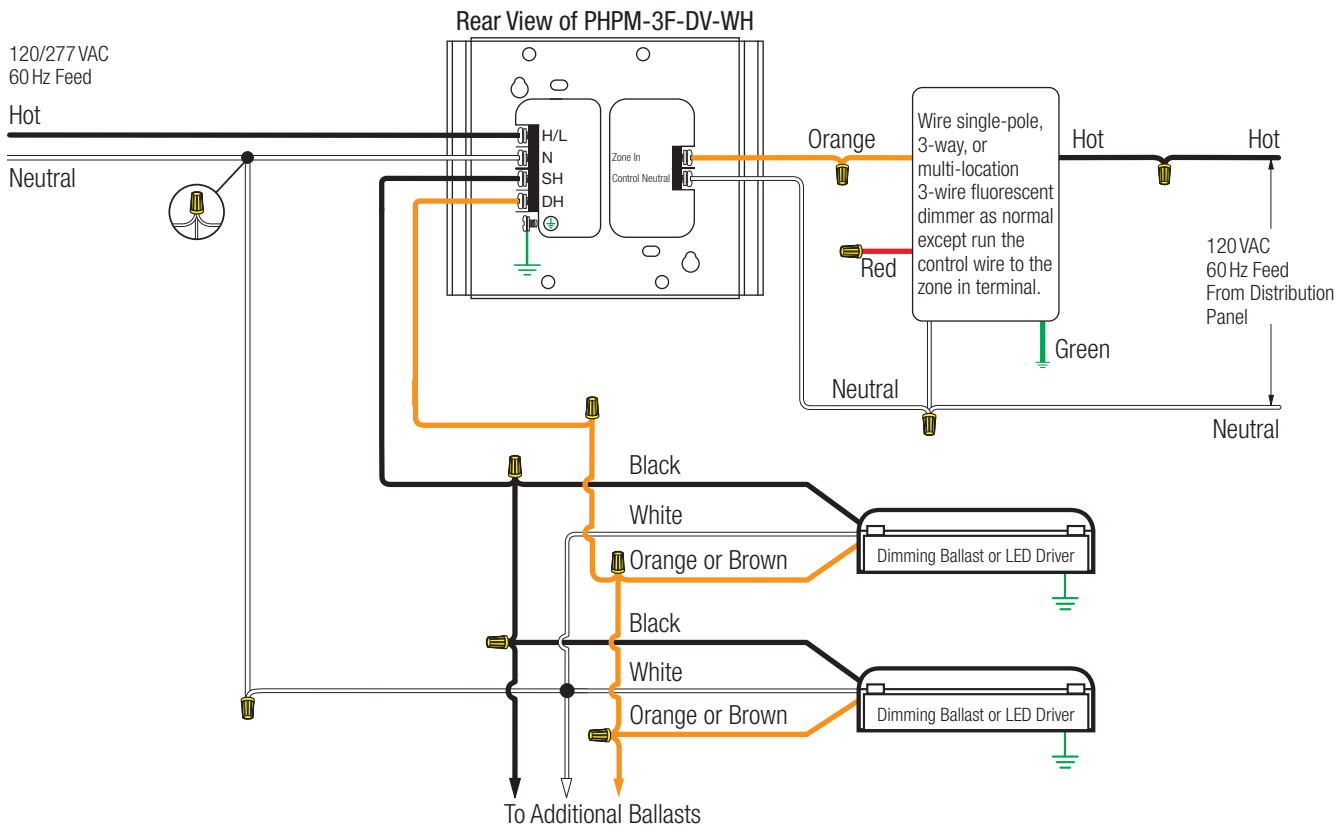 Rear View of PHPM-3F-DV-WH
120/277 VAC
60 Hz Feed
Hot
Neutral
H/L
N
SH
DH
Zone In
Control Neutral
Orange
Red
Wire single-pole,
3-way, or
multi-location
3-wire fluorescent
dimmer as normal
except run the
control wire to the
zone in terminal.
Hot
Hot
120 VAC
60 Hz Feed
From Distribution
Panel
Green
Neutral
Neutral
Black
White
Orange or Brown
Dimming Ballast or LED Driver
Black
White
Orange or Brown
Dimming Ballast or LED Driver
To Additional Ballasts